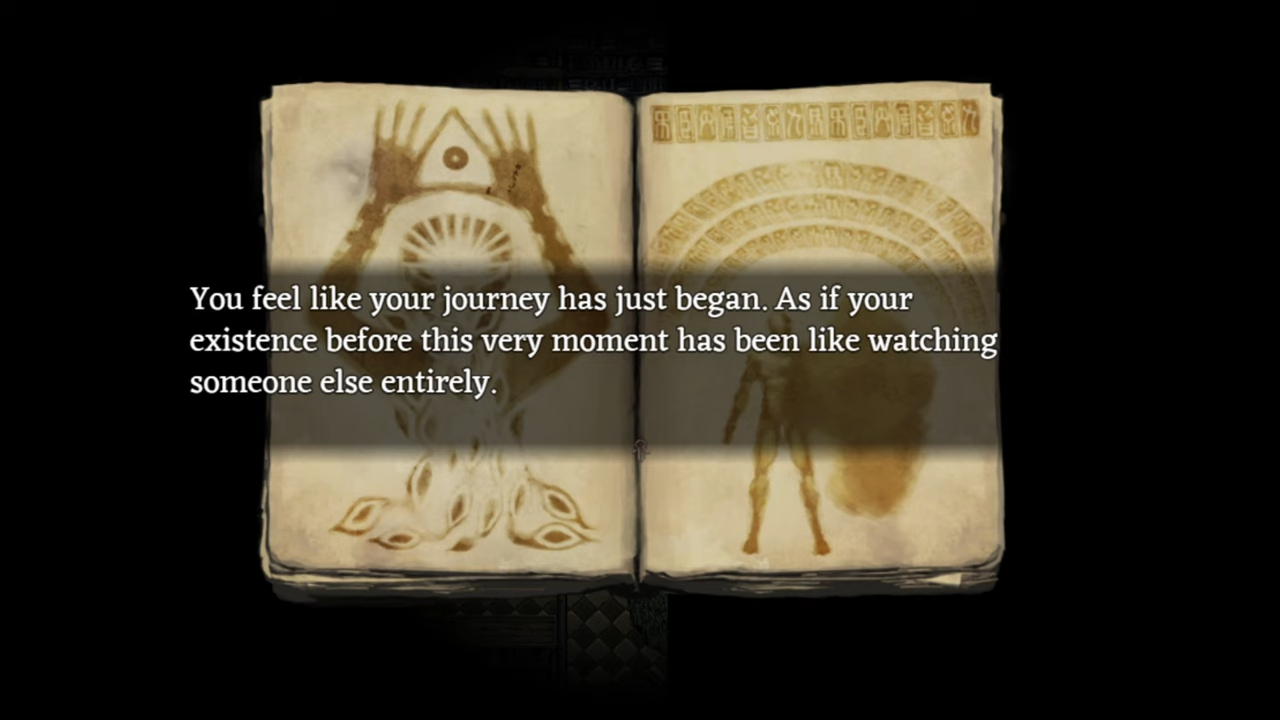 You feel like your journey has just began. As if your
existence before this very moment has been like watching
someone else entirely.